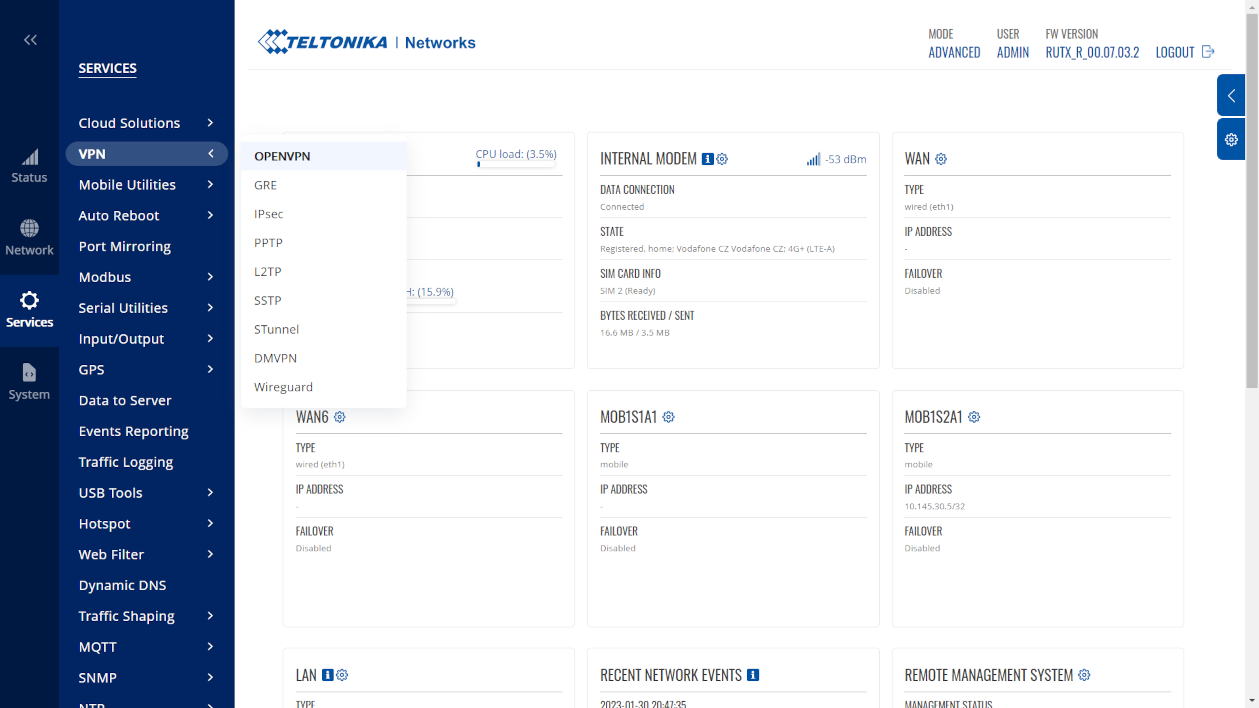 TELTONIKA | Networks
MODE
ADVANCED
USER
ADMIN
FW VERSION
RUTX_R_00.07.03.2
LOGOUT
Status
Network
Services
System
SERVICES
Cloud Solutions
VPN
Mobile Utilities
Auto Reboot
Port Mirroring
Modbus
Serial Utilities
Input/Output
GPS
Data to Server
Events Reporting
Traffic Logging
USB Tools
Hotspot
Web Filter
Dynamic DNS
Traffic Shaping
MQTT
SNMP
NTP
OPENVPN
GRE
IPsec
PPTP
L2TP
SSTP
STunnel
DMVPN
Wireguard
CPU load: (3.5%)
H: (15.9%)
INTERNAL MODEM
-53 dBm
DATA CONNECTION
Connected
STATE
Registered, home; Vodafone CZ Vodafone CZ; 4G+ (LTE-A)
SIM CARD INFO
SIM 2 (Ready)
BYTES RECEIVED / SENT
16.6 MB / 3.5 MB
WAN
TYPE
wired (eth1)
IP ADDRESS
-
FAILOVER
Disabled
WAN6
TYPE
wired (eth1)
IP ADDRESS
-
FAILOVER
Disabled
MOB1S1A1
TYPE
mobile
IP ADDRESS
-
FAILOVER
Disabled
MOB1S2A1
TYPE
mobile
IP ADDRESS
10.145.30.5/32
FAILOVER
Disabled
LAN
TYPE
RECENT NETWORK EVENTS
2023-01-30 20:47:35
REMOTE MANAGEMENT SYSTEM
MANAGEMENT STATUS